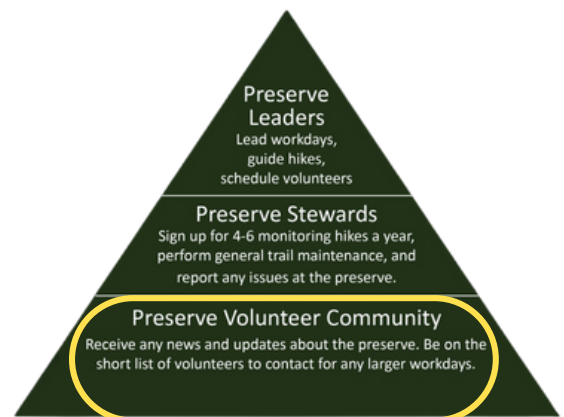 Preserve
Leaders
Lead workdays,
guide hikes,
schedule volunteers
Preserve Stewards
Sign up for 4-6 monitoring hikes a year,
perform general trail maintenance, and
report any issues at the preserve.
Preserve Volunteer Community
Receive any news and updates about the preserve. Be on the
short list of volunteers to contact for any larger workdays.